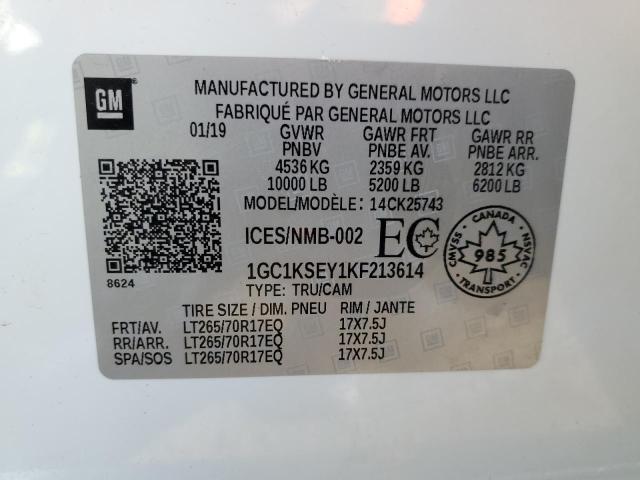 GM
MANUFACTURED BY GENERAL MOTORS LLC
FABRIQUÉ PAR GENERAL MOTORS LLC
01/19 GVWR GAWR FRT GAWR RR
PNBV PNBE AV. PNBE ARR.
4536 KG 2359 KG 2812 KG
10000 LB 5200 LB 6200 LB
MODEL/MODÈLE: 14CK25743
ICES/NMB-002 EC
CANADA
CMVSS 985 NSVAC
1GC1KSEY1KF213614
8624
TYPE: TRU/CAM
TIRE SIZE / DIM. PNEU RIM / JANTE
FRT/AV. LT265/70R17EQ 17X7.5J
RR/ARR. LT265/70R17EQ 17X7.5J
SPA/SOS LT265/70R17EQ 17X7.5J